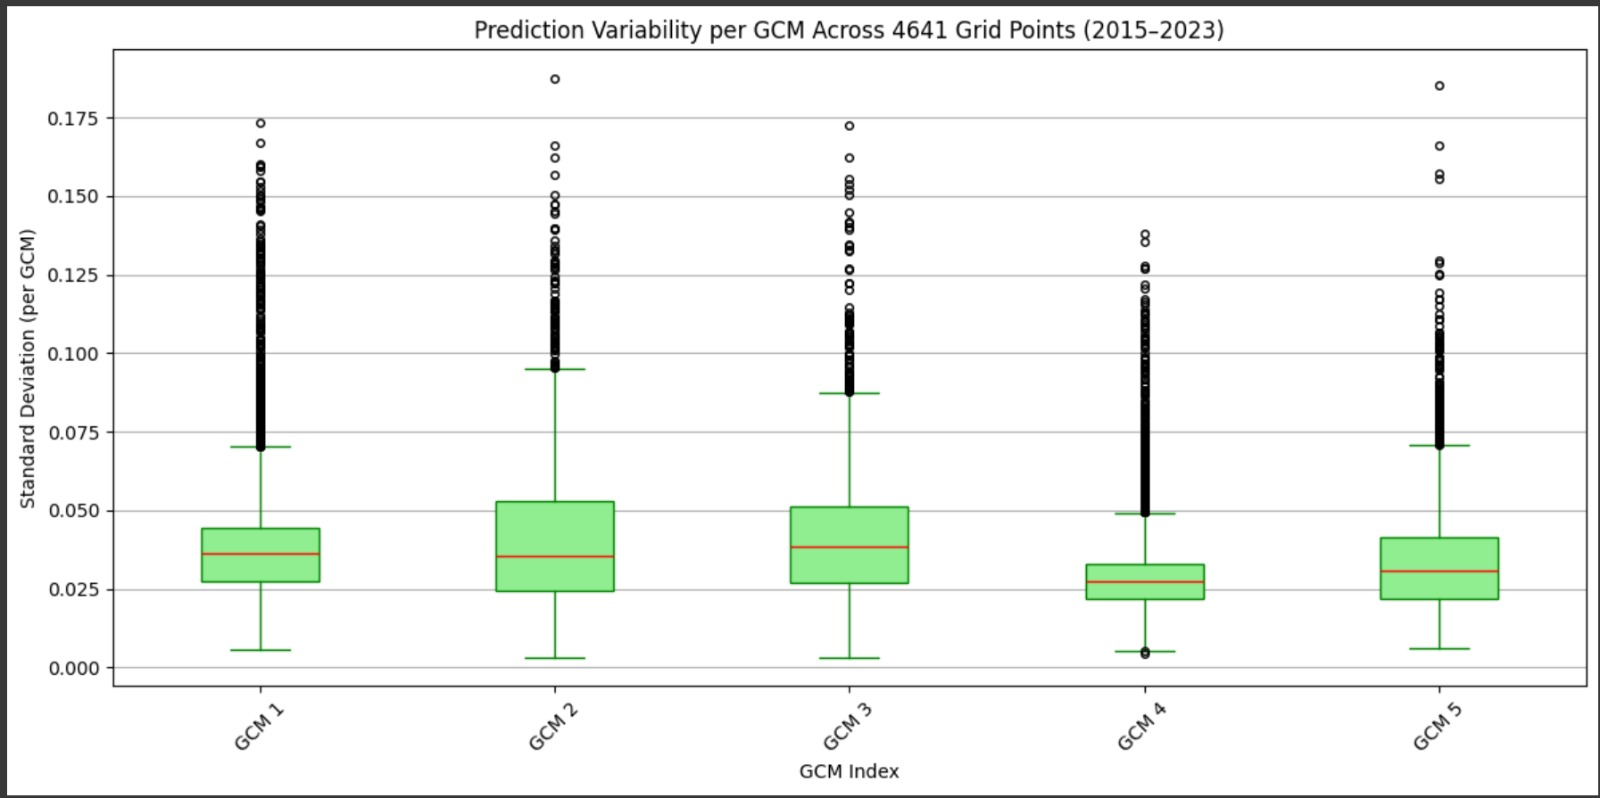 Prediction Variability per GCM Across 4641 Grid Points (2015–2023)
Standard Deviation (per GCM)
0.175
0.150
0.125
0.100
0.075
0.050
0.025
0.000
GCM 1
GCM 2
GCM 3
GCM 4
GCM 5
GCM Index